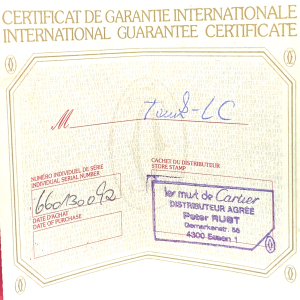 CERTIFICAT DE GARANTIE INTERNATIONALE
INTERNATIONAL GUARANTEE CERTIFICATE
M
NUMÉRO INDIVIDUEL DE SÉRIE
INDIVIDUAL SERIAL NUMBER
660130092
DATE D'ACHAT
DATE OF PURCHASE
CACHET DU DISTRIBUTEUR
STORE STAMP
les must de Cartier
DISTRIBUTEUR AGRÉÉ
Peter RUST
4300 Essen 1